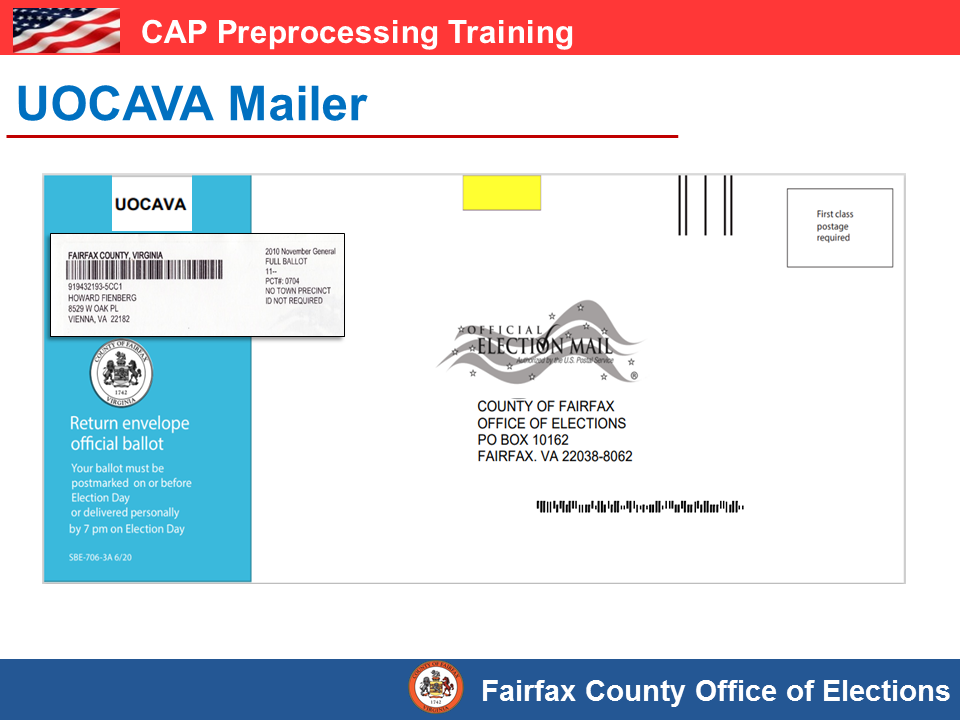 CAP Preprocessing Training
UOCAVA Mailer
UOCAVA
FAIRFAX COUNTY, VIRGINIA
919432193-5CC1
HOWARD FIENBERG
8529 W OAK PL
VIENNA, VA 22182
2010 November General
FULL BALLOT
11--
PCT#: 0704
NO TOWN PRECINCT
ID NOT REQUIRED
COUNTY OF FAIRFAX
1742
VIRGINIA
Return envelope
official ballot
Your ballot must be
postmarked on or before
Election Day
or delivered personally
by 7 pm on Election Day
SBE-706-3A 6/20
First class
postage
required
OFFICIAL
ELECTION MAIL
Authorized by the U.S. Postal Service
®
COUNTY OF FAIRFAX
OFFICE OF ELECTIONS
PO BOX 10162
FAIRFAX. VA 22038-8062
COUNTY OF FAIRFAX
1742
VIRGINIA
Fairfax County Office of Elections